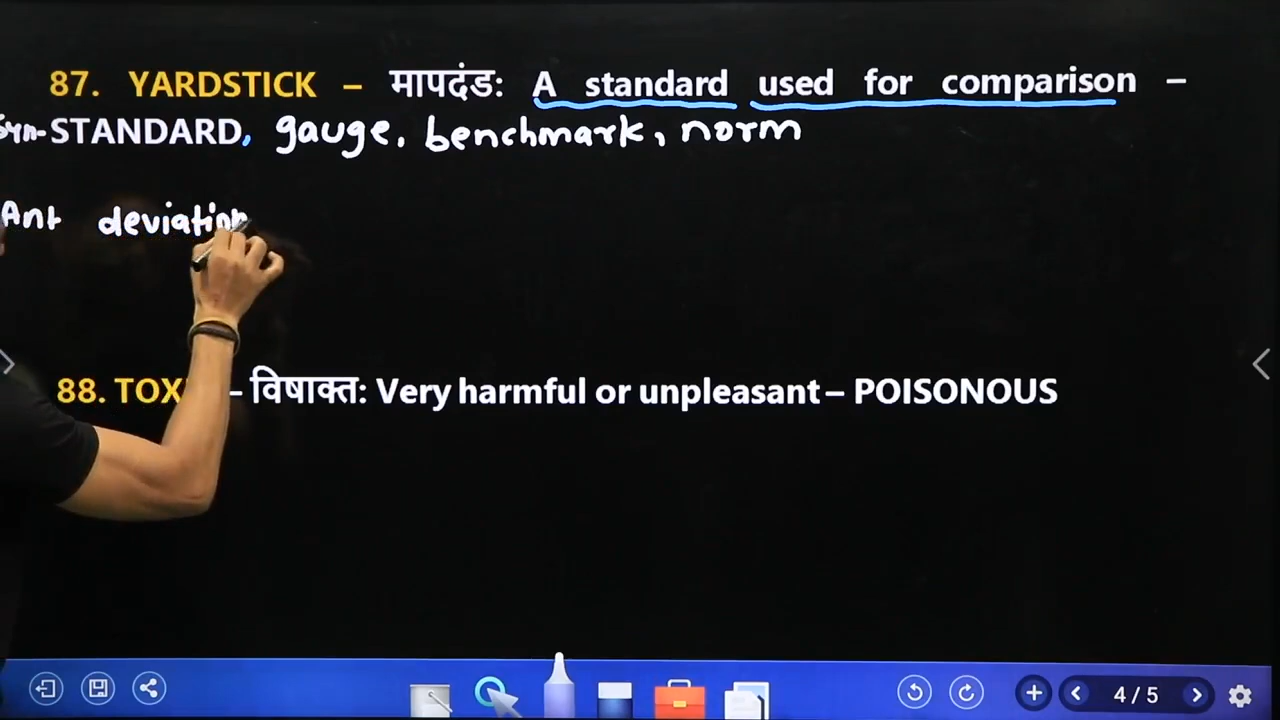 87. YARDSTICK – मापदंड: A standard used for comparison –
Syn-STANDARD, gauge, benchmark, norm
Ant deviation
88. – विषाक्त: Very harmful or unpleasant – POISONOUS
4 / 5